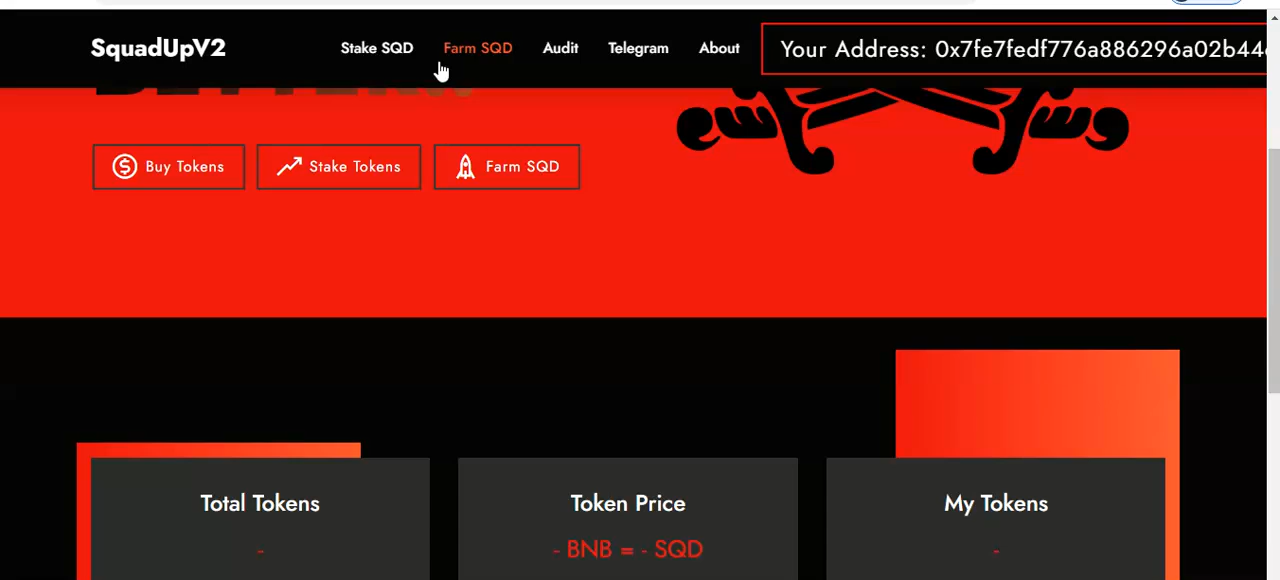 SquadUpV2
Stake SQD
Farm SQD
Audit
Telegram
About
Your Address: 0x7fe7fedf776a886296a02b44
Buy Tokens
Stake Tokens
Farm SQD
Total Tokens
Token Price
My Tokens
-
- BNB = - SQD
-